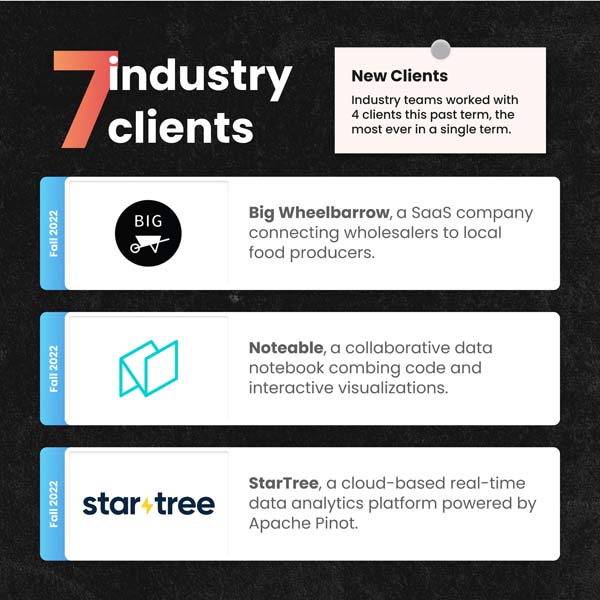 7 industry
clients
New Clients
Industry teams worked with
4 clients this past term, the
most ever in a single term.
Fall 2022
BIG
Big Wheelbarrow, a SaaS company
connecting wholesalers to local
food producers.
Fall 2022
Noteable, a collaborative data
notebook combing code and
interactive visualizations.
Fall 2022
star tree
StarTree, a cloud-based real-time
data analytics platform powered by
Apache Pinot.